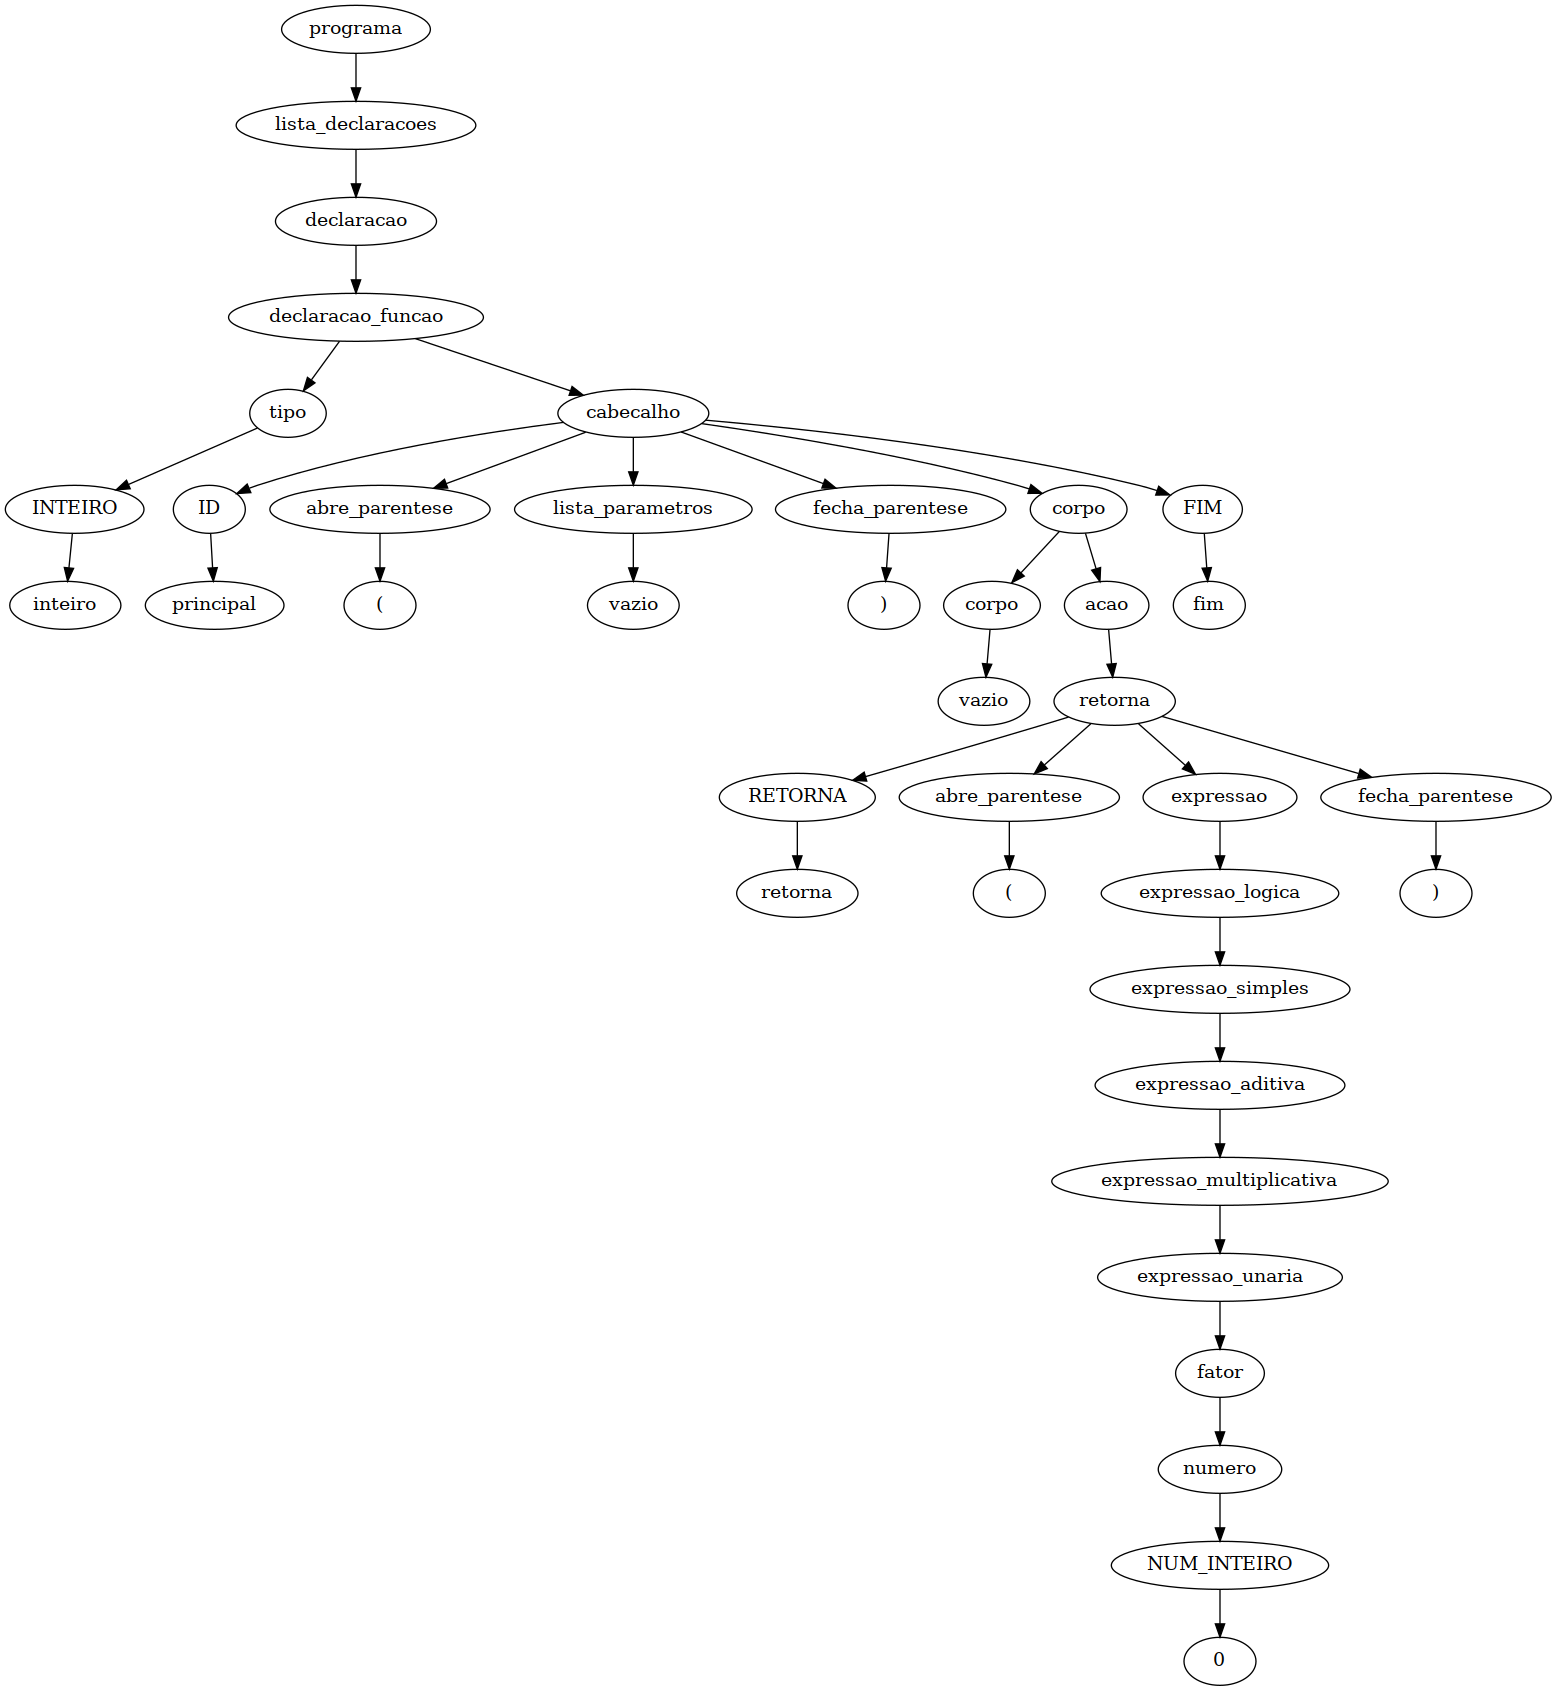 programa
lista_declaracoes
declaracao
declaracao_funcao
tipo
cabecalho
INTEIRO
ID
abre_parentese
lista_parametros
fecha_parentese
corpo
FIM
inteiro
principal
(
vazio
)
corpo
acao
fim
vazio
retorna
RETORNA
abre_parentese
expressao
fecha_parentese
retorna
(
expressao_logica
)
expressao_simples
expressao_aditiva
expressao_multiplicativa
expressao_unaria
fator
numero
NUM_INTEIRO
0